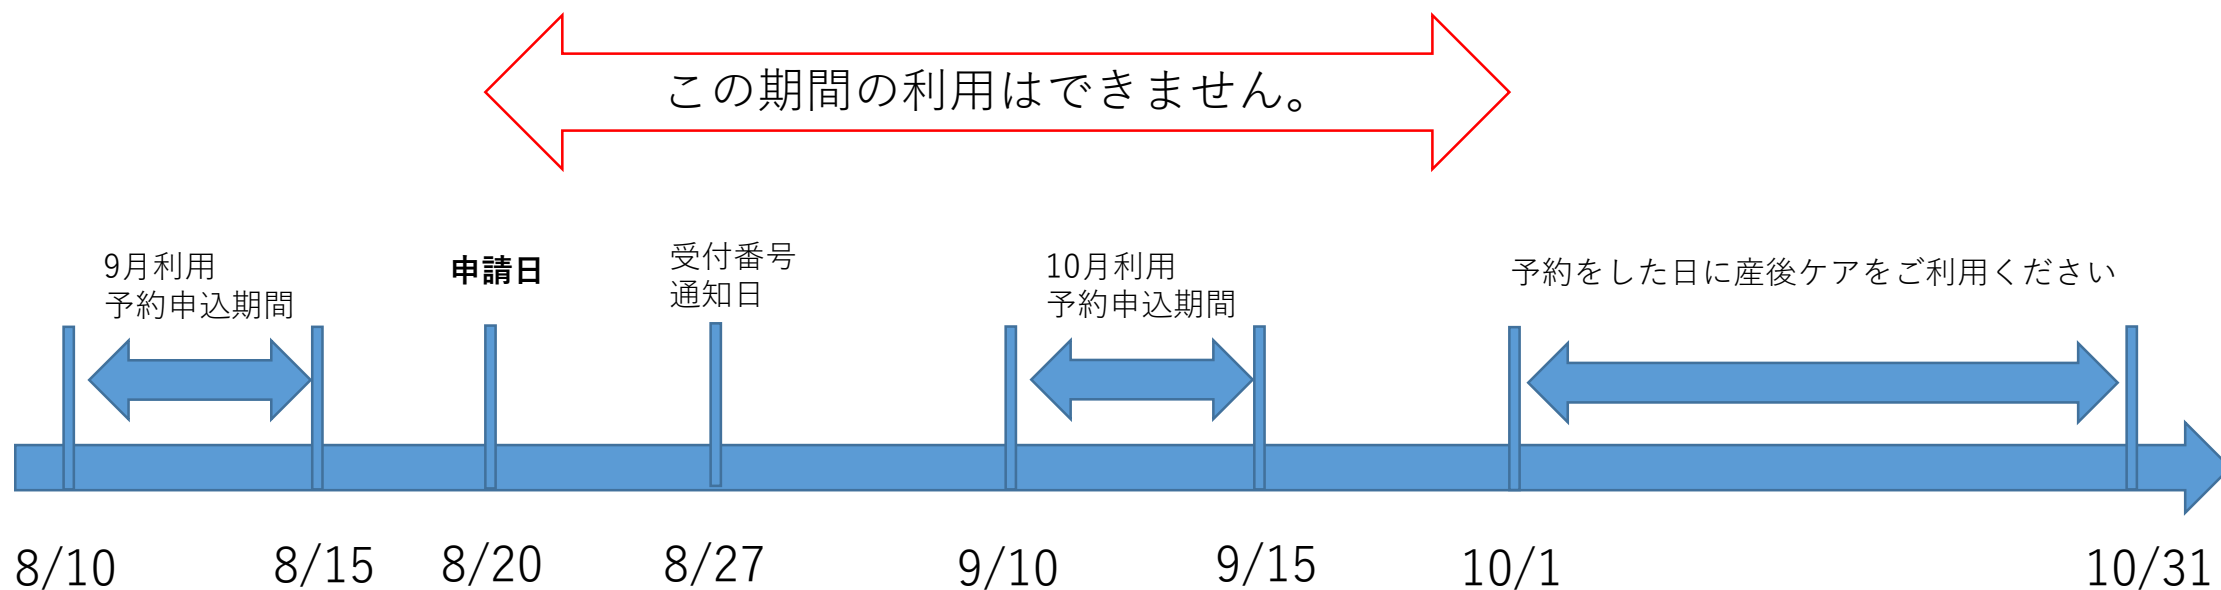 この期間の利用はできません。
9月利用
予約申込期間
申請日
受付番号
通知日
10月利用
予約申込期間
予約をした日に産後ケアをご利用ください
8/10
8/15
8/20
8/27
9/10
9/15
10/1
10/31